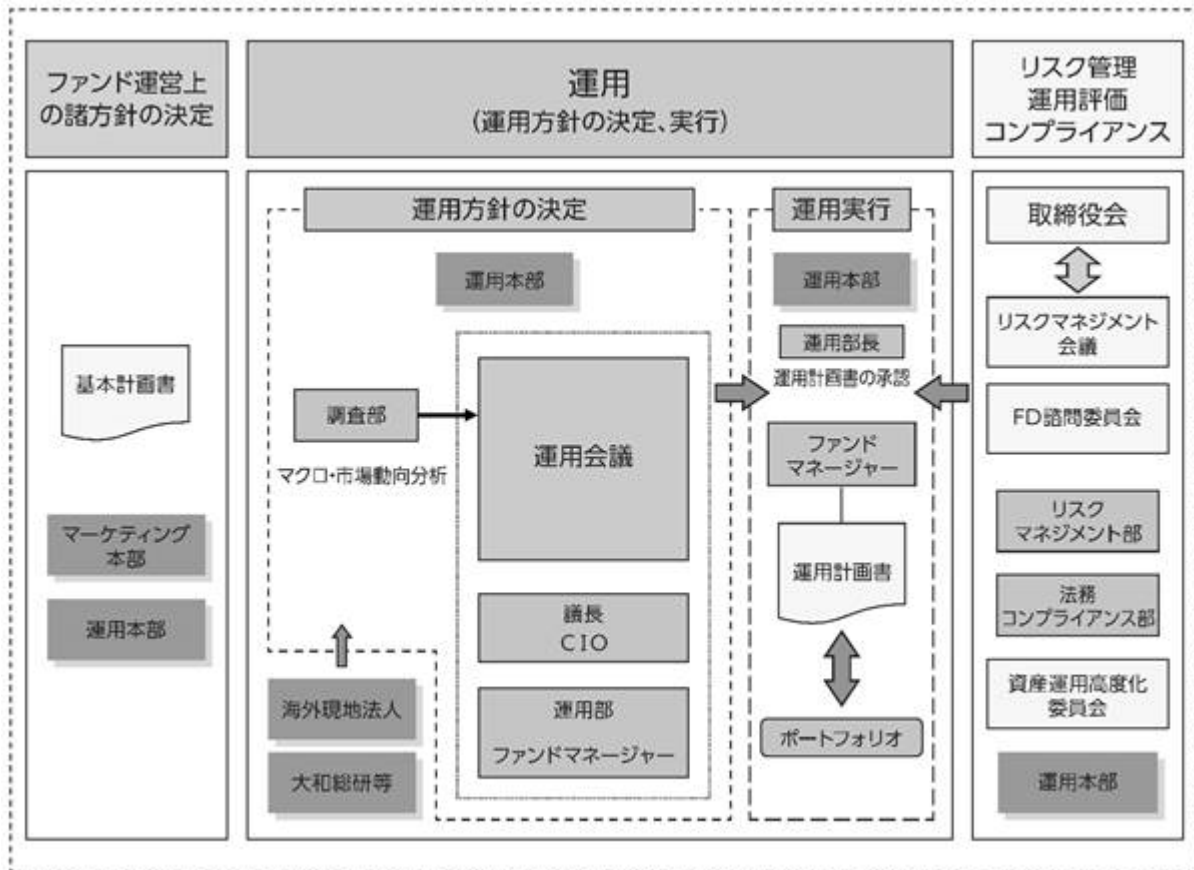 ファンド運営上
の諸方針の決定
運用
(運用方針の決定、実行)
リスク管理
運用評価
コンプライアンス
基本計画書
マーケティング
本部
運用本部
運用方針の決定
運用本部
調査部
マクロ・市場動向分析
運用会議
議長
CIO
運用部
ファンドマネージャー
海外現地法人
大和総研等
運用実行
運用本部
運用部長
運用計画書の承認
ファンド
マネージャー
運用計画書
ポートフォリオ
取締役会
リスクマネジメント
会議
FD諮問委員会
リスク
マネジメント部
法務
コンプライアンス部
資産運用高度化
委員会
運用本部